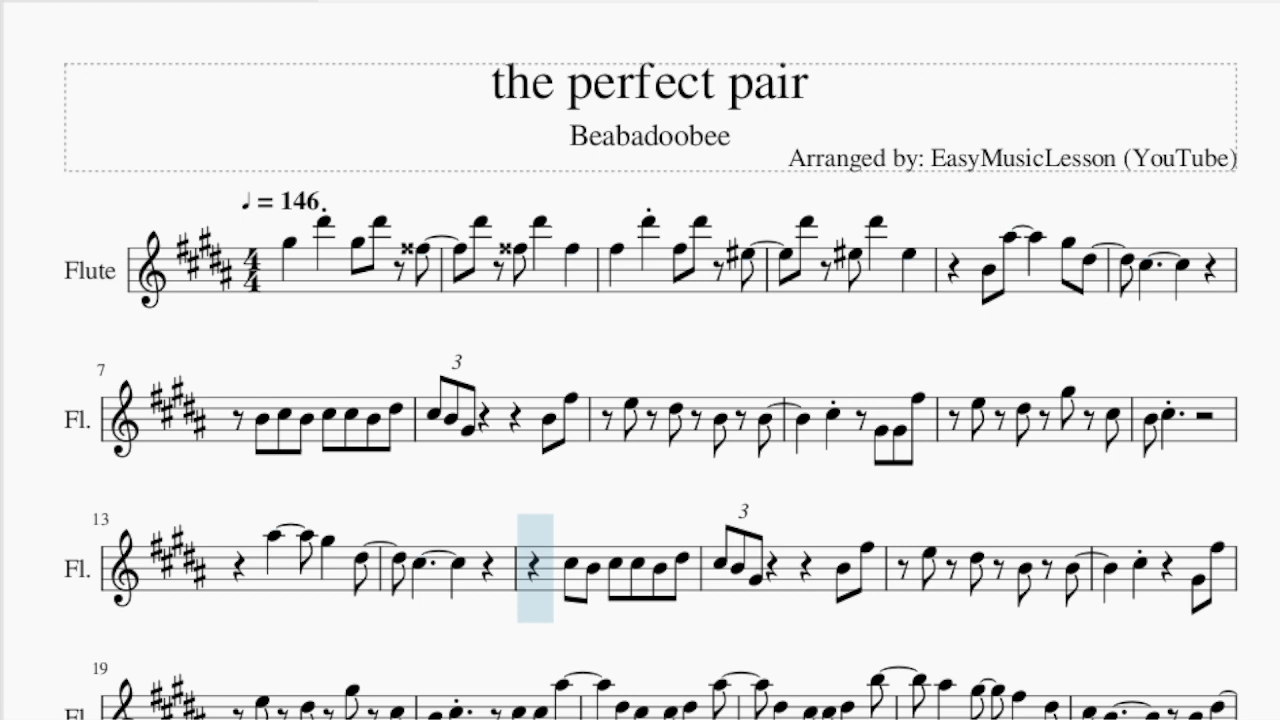 the perfect pair
Beabadoobee
Arranged by: EasyMusicLesson (YouTube)
♩ = 146
Flute
4
4
7
3
Fl.
13
3
Fl.
19
Fl.